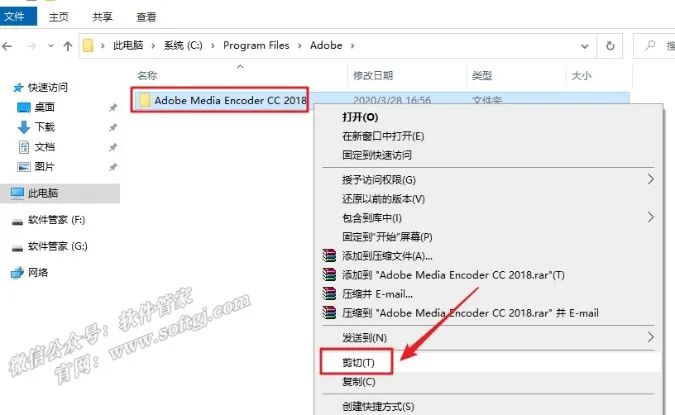 文件 主页 共享 查看
此电脑 系统 (C:) Program Files Adobe
名称 修改日期 类型 大小
快速访问
Adobe Media Encoder CC 2018 2020/3/28 16:56 文件夹
桌面
下载
文档
图片
此电脑
软件管家 (F:)
软件管家 (G:)
网络
打开(O)
在新窗口中打开(E)
固定到快速访问
授予访问权限(G)
还原以前的版本(V)
包含到库中(I)
固定到"开始"屏幕(P)
添加到压缩文件(A)...
添加到 "Adobe Media Encoder CC 2018.rar"(T)
压缩并 E-mail...
压缩到 "Adobe Media Encoder CC 2018.rar" 并 E-mail
发送到(N)
剪切(T)
复制(C)
创建快捷方式(S)
微信公众号：软件管家
官网：www.softgj.com